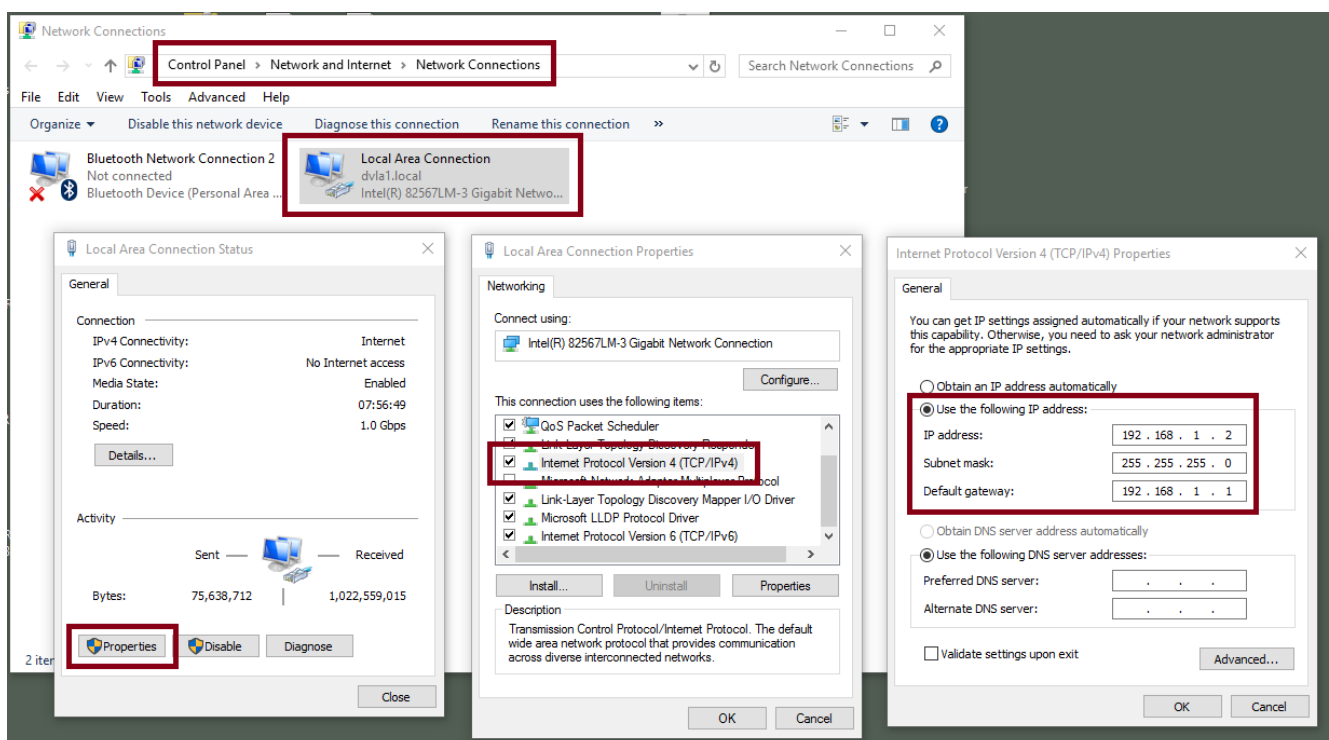 Network Connections
Control Panel > Network and Internet > Network Connections
Search Network Connections
File Edit View Tools Advanced Help
Organize Disable this network device Diagnose this connection Rename this connection »
Bluetooth Network Connection 2
Not connected
Bluetooth Device (Personal Area ...
Local Area Connection
dvla1.local
Intel(R) 82567LM-3 Gigabit Netwo...
Local Area Connection Status
General
Connection
IPv4 Connectivity: Internet
IPv6 Connectivity: No Internet access
Media State: Enabled
Duration: 07:56:49
Speed: 1.0 Gbps
Details...
Activity
Sent Received
Bytes: 75,638,712 1,022,559,015
Properties Disable Diagnose
Close
2 iter
Local Area Connection Properties
Networking
Connect using:
Intel(R) 82567LM-3 Gigabit Network Connection
Configure...
This connection uses the following items:
QoS Packet Scheduler
Link-Layer Topology Discovery Responder
Internet Protocol Version 4 (TCP/IPv4)
Microsoft Network Adapter Multiplexor Protocol
Link-Layer Topology Discovery Mapper I/O Driver
Microsoft LLDP Protocol Driver
Internet Protocol Version 6 (TCP/IPv6)
Install... Uninstall Properties
Description
Transmission Control Protocol/Internet Protocol. The default
wide area network protocol that provides communication
across diverse interconnected networks.
OK Cancel
Internet Protocol Version 4 (TCP/IPv4) Properties
General
You can get IP settings assigned automatically if your network supports
this capability. Otherwise, you need to ask your network administrator
for the appropriate IP settings.
Obtain an IP address automatically
Use the following IP address:
IP address: 192 . 168 . 1 . 2
Subnet mask: 255 . 255 . 255 . 0
Default gateway: 192 . 168 . 1 . 1
Obtain DNS server address automatically
Use the following DNS server addresses:
Preferred DNS server: . . .
Alternate DNS server: . . .
Validate settings upon exit
Advanced...
OK Cancel